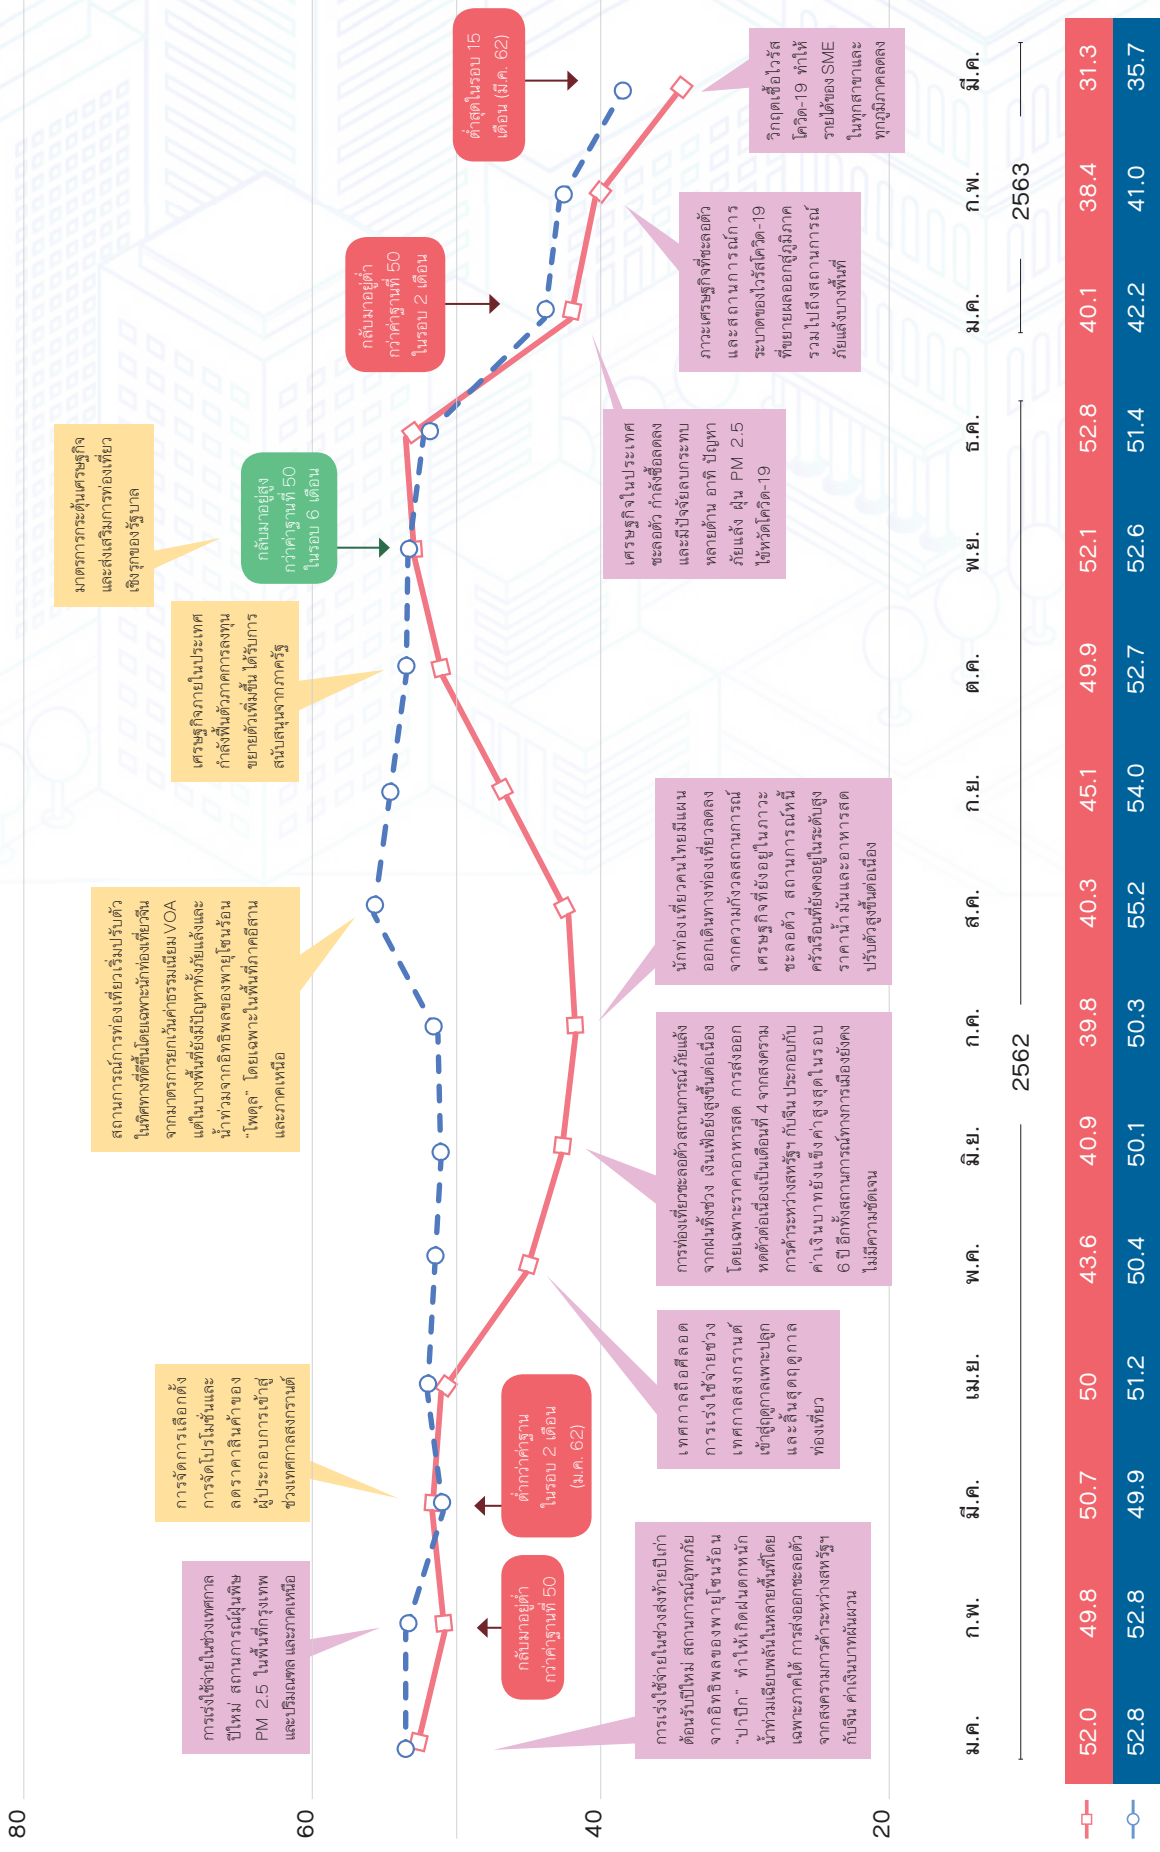 80
60
40
20
การเร่งใช้จ่ายในช่วงเทศกาล
ปีใหม่ สถานการณ์ฝุ่นพิษ
PM 2.5 ในพื้นที่กรุงเทพ
และปริมณฑล และภาคเหนือ
การจัดการเลือกตั้ง
การจัดโปรโมชั่นและ
ลดราคาสินค้าของ
ผู้ประกอบการเข้าสู่
ช่วงเทศกาลสงกรานต์
สถานการณ์การท่องเที่ยวเริ่มปรับตัว
ในทิศทางที่ดีขึ้นโดยเฉพาะนักท่องเที่ยวจีน
จากมาตรการยกเว้นค่าธรรมเนียม VOA
แต่ในบางพื้นที่ยังมีปัญหาทั้งภัยแล้งและ
น้ำท่วมจากอิทธิพลของพายุโซนร้อน
“โพดุล” โดยเฉพาะในพื้นที่ภาคอีสาน
และภาคเหนือ
เศรษฐกิจภายในประเทศ
กำลังฟื้นตัวภาคการลงทุน
ขยายตัวเพิ่มขึ้น ได้รับการ
สนับสนุนจากภาครัฐ
มาตรการกระตุ้นเศรษฐกิจ
และส่งเสริมการท่องเที่ยว
เชิงรุกของรัฐบาล
กลับมาอยู่สูง
กว่าค่าฐานที่ 50
ในรอบ 6 เดือน
กลับมาอยู่ต่ำ
กว่าค่าฐานที่ 50
ในรอบ 2 เดือน
ต่ำสุดในรอบ 15
เดือน (มี.ค. 62)
กลับมาอยู่ต่ำ
กว่าค่าฐานที่ 50
ต่ำกว่าค่าฐาน
ในรอบ 2 เดือน
(ม.ค. 62)
การเร่งใช้จ่ายในช่วงส่งท้ายปีเก่า
ต้อนรับปีใหม่ สถานการณ์อุทกภัย
จากอิทธิพลของพายุโซนร้อน
“ปาปึก” ทำให้เกิดฝนตกหนัก
น้ำท่วมเฉียบพลันในหลายพื้นที่โดย
เฉพาะภาคใต้ การส่งออกชะลอตัว
จากสงครามการค้าระหว่างสหรัฐฯ
กับจีน ค่าเงินบาทผันผวน
เทศกาลถือศีลอด
การเร่งใช้จ่ายช่วง
เทศกาลสงกรานต์
เข้าสู่ฤดูกาลเพาะปลูก
และสิ้นสุดฤดูกาล
ท่องเที่ยว
การท่องเที่ยวชะลอตัว สถานการณ์ภัยแล้ง
จากฝนทิ้งช่วง เงินเฟ้อยังสูงขึ้นต่อเนื่อง
โดยเฉพาะราคาอาหารสด การส่งออก
หดตัวต่อเนื่องเป็นเดือนที่ 4 จากสงคราม
การค้าระหว่างสหรัฐฯ กับจีน ประกอบกับ
ค่าเงินบาทยังแข็งค่าสูงสุดในรอบ
6 ปี อีกทั้งสถานการณ์ทางการเมืองยังคง
ไม่มีความชัดเจน
นักท่องเที่ยวคนไทยมีแผน
ออกเดินทางท่องเที่ยวลดลง
จากความกังวลสถานการณ์
เศรษฐกิจที่ยังอยู่ในภาวะ
ชะลอตัว สถานการณ์หนี้
ครัวเรือนที่ยังคงอยู่ในระดับสูง
ราคาน้ำมันและอาหารสด
ปรับตัวสูงขึ้นต่อเนื่อง
เศรษฐกิจในประเทศ
ชะลอตัว กำลังซื้อลดลง
และมีปัจจัยลบกระทบ
หลายด้าน อาทิ ปัญหา
ภัยแล้ง ฝุ่น PM 2.5
ไข้หวัดโควิด-19
ภาวะเศรษฐกิจที่ชะลอตัว
และสถานการณ์การ
ระบาดของไวรัสโควิด-19
ที่ขยายผลออกสู่ภูมิภาค
รวมไปถึงสถานการณ์
ภัยแล้งบางพื้นที่
วิกฤตเชื้อไวรัส
โควิด-19 ทำให้
รายได้ของ SME
ในทุกสาขาและ
ทุกภูมิภาคลดลง
ม.ค. ก.พ. มี.ค. เม.ย. พ.ค. มิ.ย. ก.ค. ส.ค. ก.ย. ต.ค. พ.ย. ธ.ค. ม.ค. ก.พ. มี.ค.
2562 2563
52.0 49.8 50.7 50 43.6 40.9 39.8 40.3 45.1 49.9 52.1 52.8 40.1 38.4 31.3
52.8 52.8 49.9 51.2 50.4 50.1 50.3 55.2 54.0 52.7 52.6 51.4 42.2 41.0 35.7